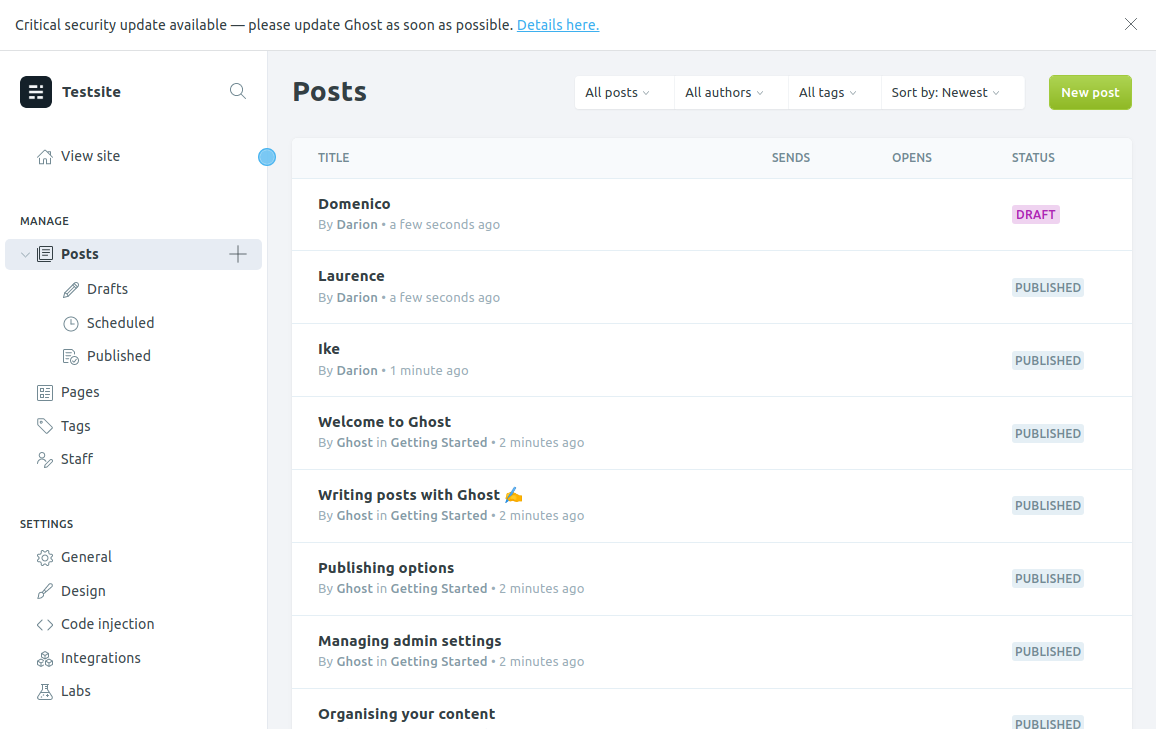 Critical security update available — please update Ghost as soon as possible. Details here.
Testsite
View site
MANAGE
Posts
Drafts
Scheduled
Published
Pages
Tags
Staff
SETTINGS
General
Design
Code injection
Integrations
Labs
Posts
All posts All authors All tags Sort by: Newest
New post
TITLE SENDS OPENS STATUS
Domenico
By Darion • a few seconds ago
DRAFT
Laurence
By Darion • a few seconds ago
PUBLISHED
Ike
By Darion • 1 minute ago
PUBLISHED
Welcome to Ghost
By Ghost in Getting Started • 2 minutes ago
PUBLISHED
Writing posts with Ghost ✍️
By Ghost in Getting Started • 2 minutes ago
PUBLISHED
Publishing options
By Ghost in Getting Started • 2 minutes ago
PUBLISHED
Managing admin settings
By Ghost in Getting Started • 2 minutes ago
PUBLISHED
Organising your content
PUBLISHED